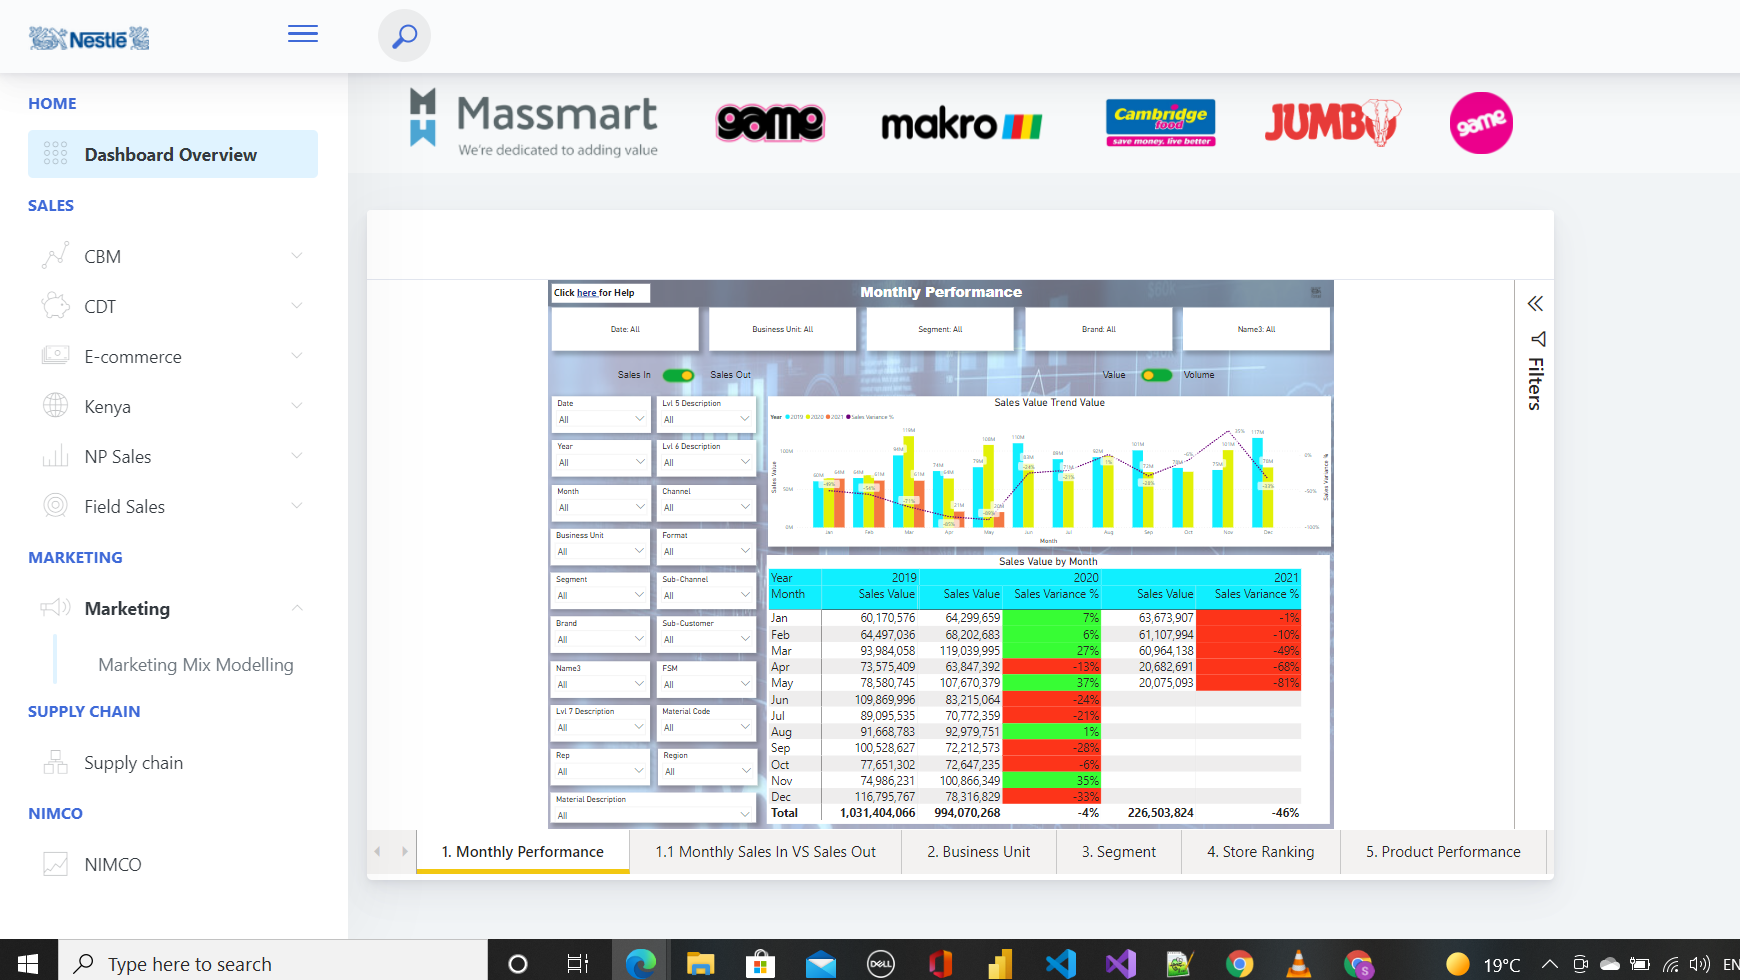 Nestlé
HOME
Dashboard Overview
SALES
CBM
CDT
E-commerce
Kenya
NP Sales
Field Sales
MARKETING
Marketing
Marketing Mix Modelling
SUPPLY CHAIN
Supply chain
NIMCO
NIMCO
Massmart
We're dedicated to adding value
game
makro
Cambridge
food
save money. live better
JUMBO
game
Click here for Help
Monthly Performance
Date: All
Business Unit: All
Segment: All
Brand: All
Name3: All
Sales In
Sales Out
Value
Volume
Date
All
Lvl 5 Description
All
Year
All
Lvl 6 Description
All
Month
All
Channel
All
Business Unit
All
Format
All
Segment
All
Sub-Channel
All
Brand
All
Sub-Customer
All
Name3
All
FSM
All
Lvl 7 Description
All
Material Code
All
Rep
All
Region
All
Material Description
All
Sales Value Trend Value
Year 2019 2020 2021 Sales Variance %
Sales Value
100M
50M
0M
0%
-50%
-100%
Sales Variance %
Jan Feb Mar Apr May Jun Jul Aug Sep Oct Nov Dec
Month
Sales Value by Month
Year 2019 2020 2021
Month Sales Value Sales Value Sales Variance % Sales Value Sales Variance %
Jan 60,170,576 64,299,659 7% 63,673,907 -1%
Feb 64,497,036 68,202,683 6% 61,107,994 -10%
Mar 93,984,058 119,039,995 27% 60,964,138 -49%
Apr 73,575,409 63,847,392 -13% 20,682,691 -68%
May 78,580,745 107,670,379 37% 20,075,093 -81%
Jun 109,869,996 83,215,064 -24%
Jul 89,095,535 70,772,359 -21%
Aug 91,668,783 92,979,751 1%
Sep 100,528,627 72,212,573 -28%
Oct 77,651,302 72,647,235 -6%
Nov 74,986,231 100,866,349 35%
Dec 116,795,767 78,316,829 -33%
Total 1,031,404,066 994,070,268 -4% 226,503,824 -46%
Filters
1. Monthly Performance
1.1 Monthly Sales In VS Sales Out
2. Business Unit
3. Segment
4. Store Ranking
5. Product Performance
Type here to search
DELL
19°C
EN